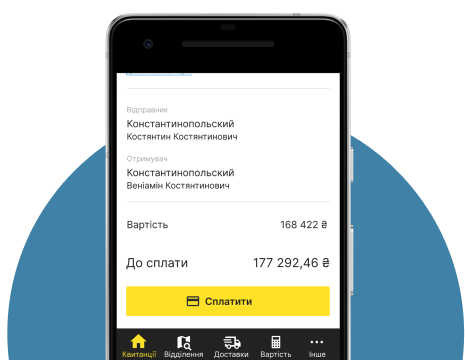 Відправник
Константинопольский
Костянтин Костянтинович
Отримувач
Константинопольский
Веніамін Костянтинович
Вартість 168 422 ₴
До сплати 177 292,46 ₴
Сплатити
Квитанції Відділення Доставки Вартість Інше